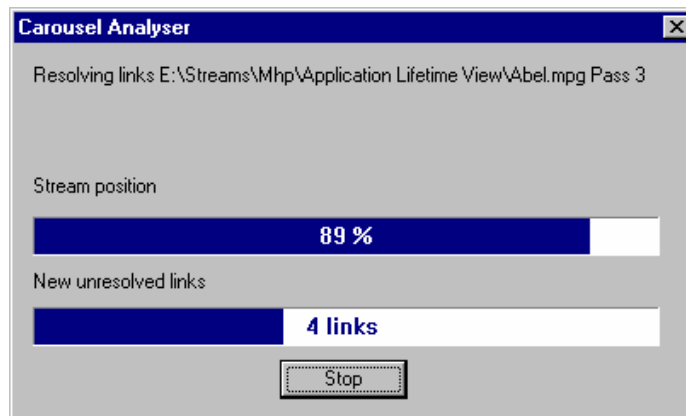 Carousel Analyser
Resolving links E:\Streams\Mhp\Application Lifetime View\Abel.mpg Pass 3
Stream position
89 %
New unresolved links
4 links
Stop